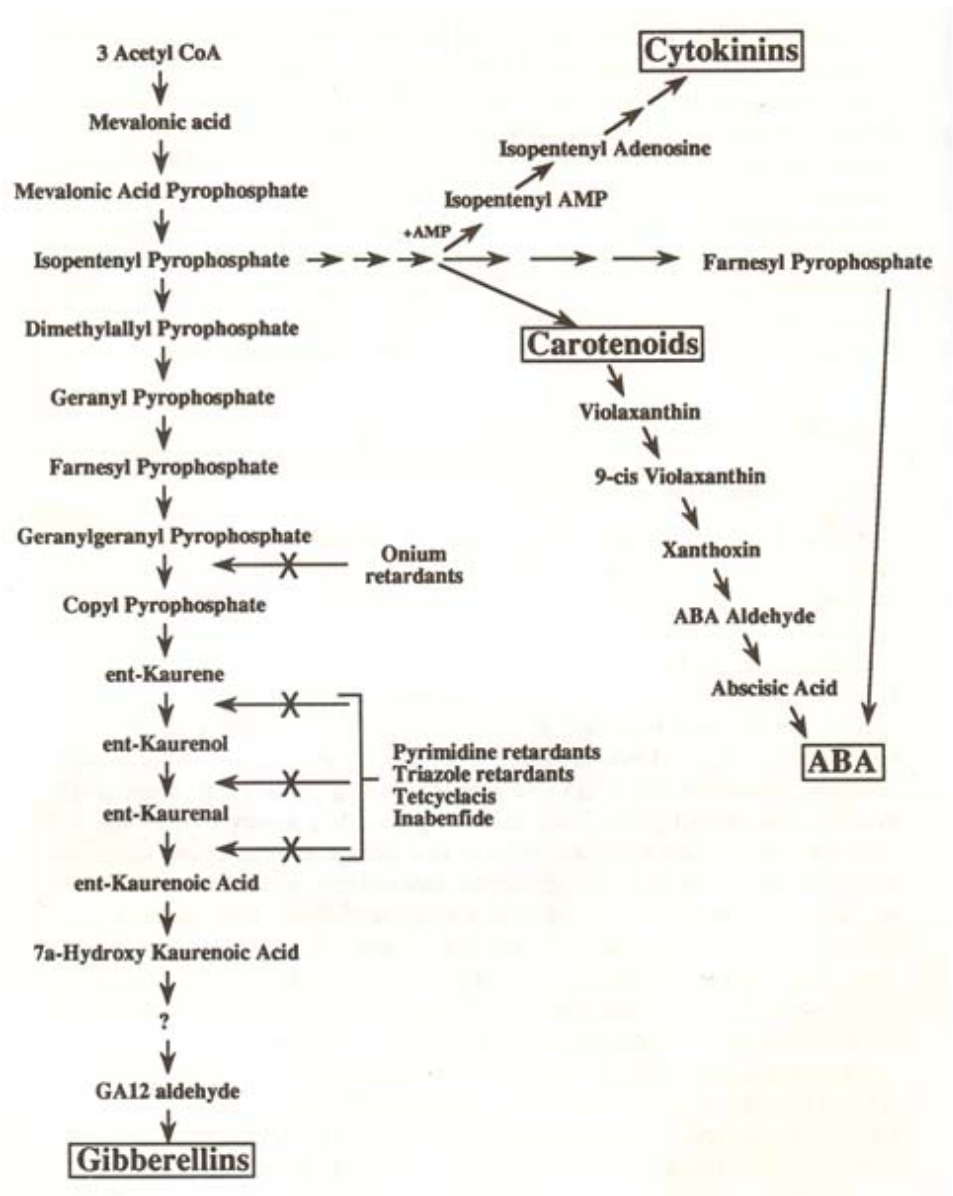 3 Acetyl CoA
Mevalonic acid
Mevalonic Acid Pyrophosphate
Isopentenyl Pyrophosphate
Dimethylallyl Pyrophosphate
Geranyl Pyrophosphate
Farnesyl Pyrophosphate
Geranylgeranyl Pyrophosphate
Copyl Pyrophosphate
ent-Kaurene
ent-Kaurenol
ent-Kaurenal
ent-Kaurenoic Acid
7a-Hydroxy Kaurenoic Acid
?
GA12 aldehyde
Gibberellins
Onium
retardants
Pyrimidine retardants
Triazole retardants
Tetcyclacis
Inabenfide
+AMP
Isopentenyl AMP
Isopentenyl Adenosine
Cytokinins
Farnesyl Pyrophosphate
Carotenoids
Violaxanthin
9-cis Violaxanthin
Xanthoxin
ABA Aldehyde
Abscisic Acid
ABA